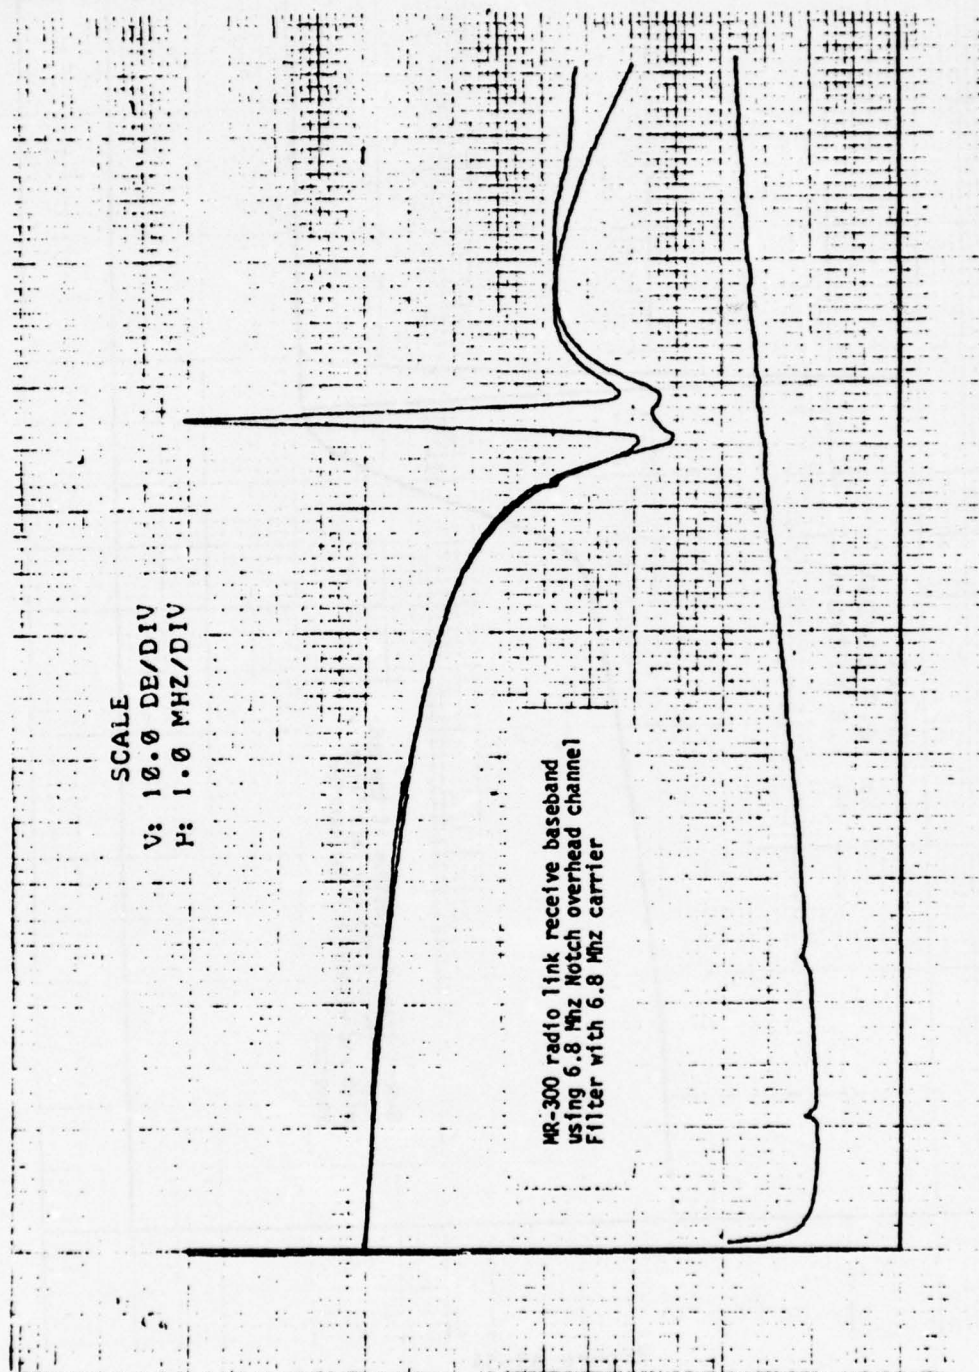 SCALE
V: 10.0 DB/DIV
H: 1.0 MHZ/DIV
MR-300 radio link receive baseband
using 6.8 Mhz Notch overhead channel
Filter with 6.8 Mhz carrier